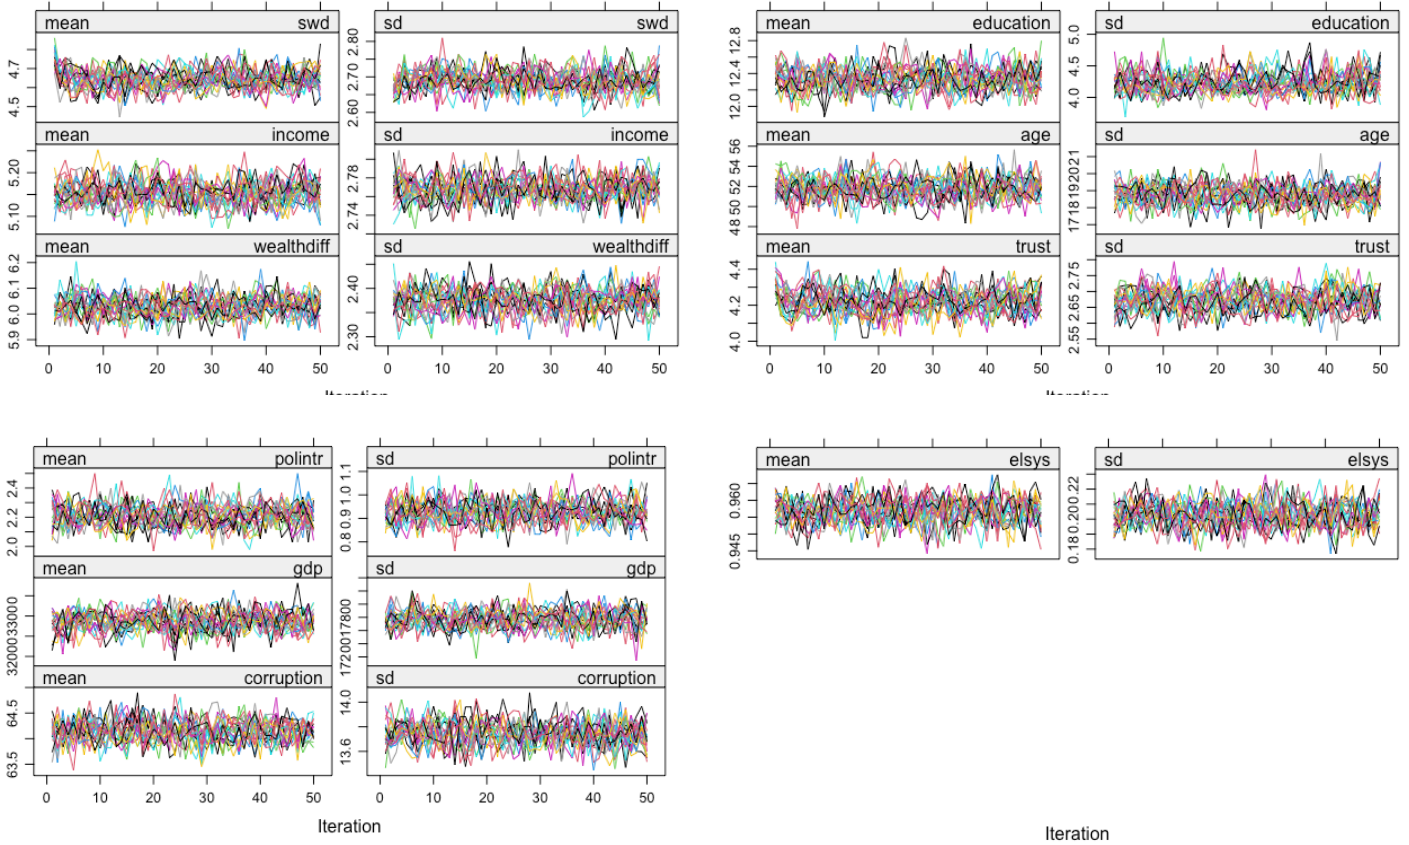 mean swd sd swd
4.5 4.7
2.60 2.70 2.80
mean income sd income
5.10 5.20
2.74 2.78
mean wealthdiff sd wealthdiff
5.9 6.0 6.1 6.2
2.30 2.40
0 10 20 30 40 50 0 10 20 30 40 50
Iteration
mean education sd education
12.0 12.4 12.8
4.0 4.5 5.0
mean age sd age
48 50 52 54 56
17 18 19 20 21
mean trust sd trust
4.0 4.2 4.4
2.55 2.65 2.75
0 10 20 30 40 50 0 10 20 30 40 50
Iteration
mean polintr sd polintr
2.0 2.2 2.4
0.8 0.9 1.0 1.1
mean gdp sd gdp
32000 33000
17200 17800
mean corruption sd corruption
63.5 64.5
13.6 14.0
0 10 20 30 40 50 0 10 20 30 40 50
Iteration
mean elsys sd elsys
0.945 0.960
0.18 0.20 0.22
Iteration